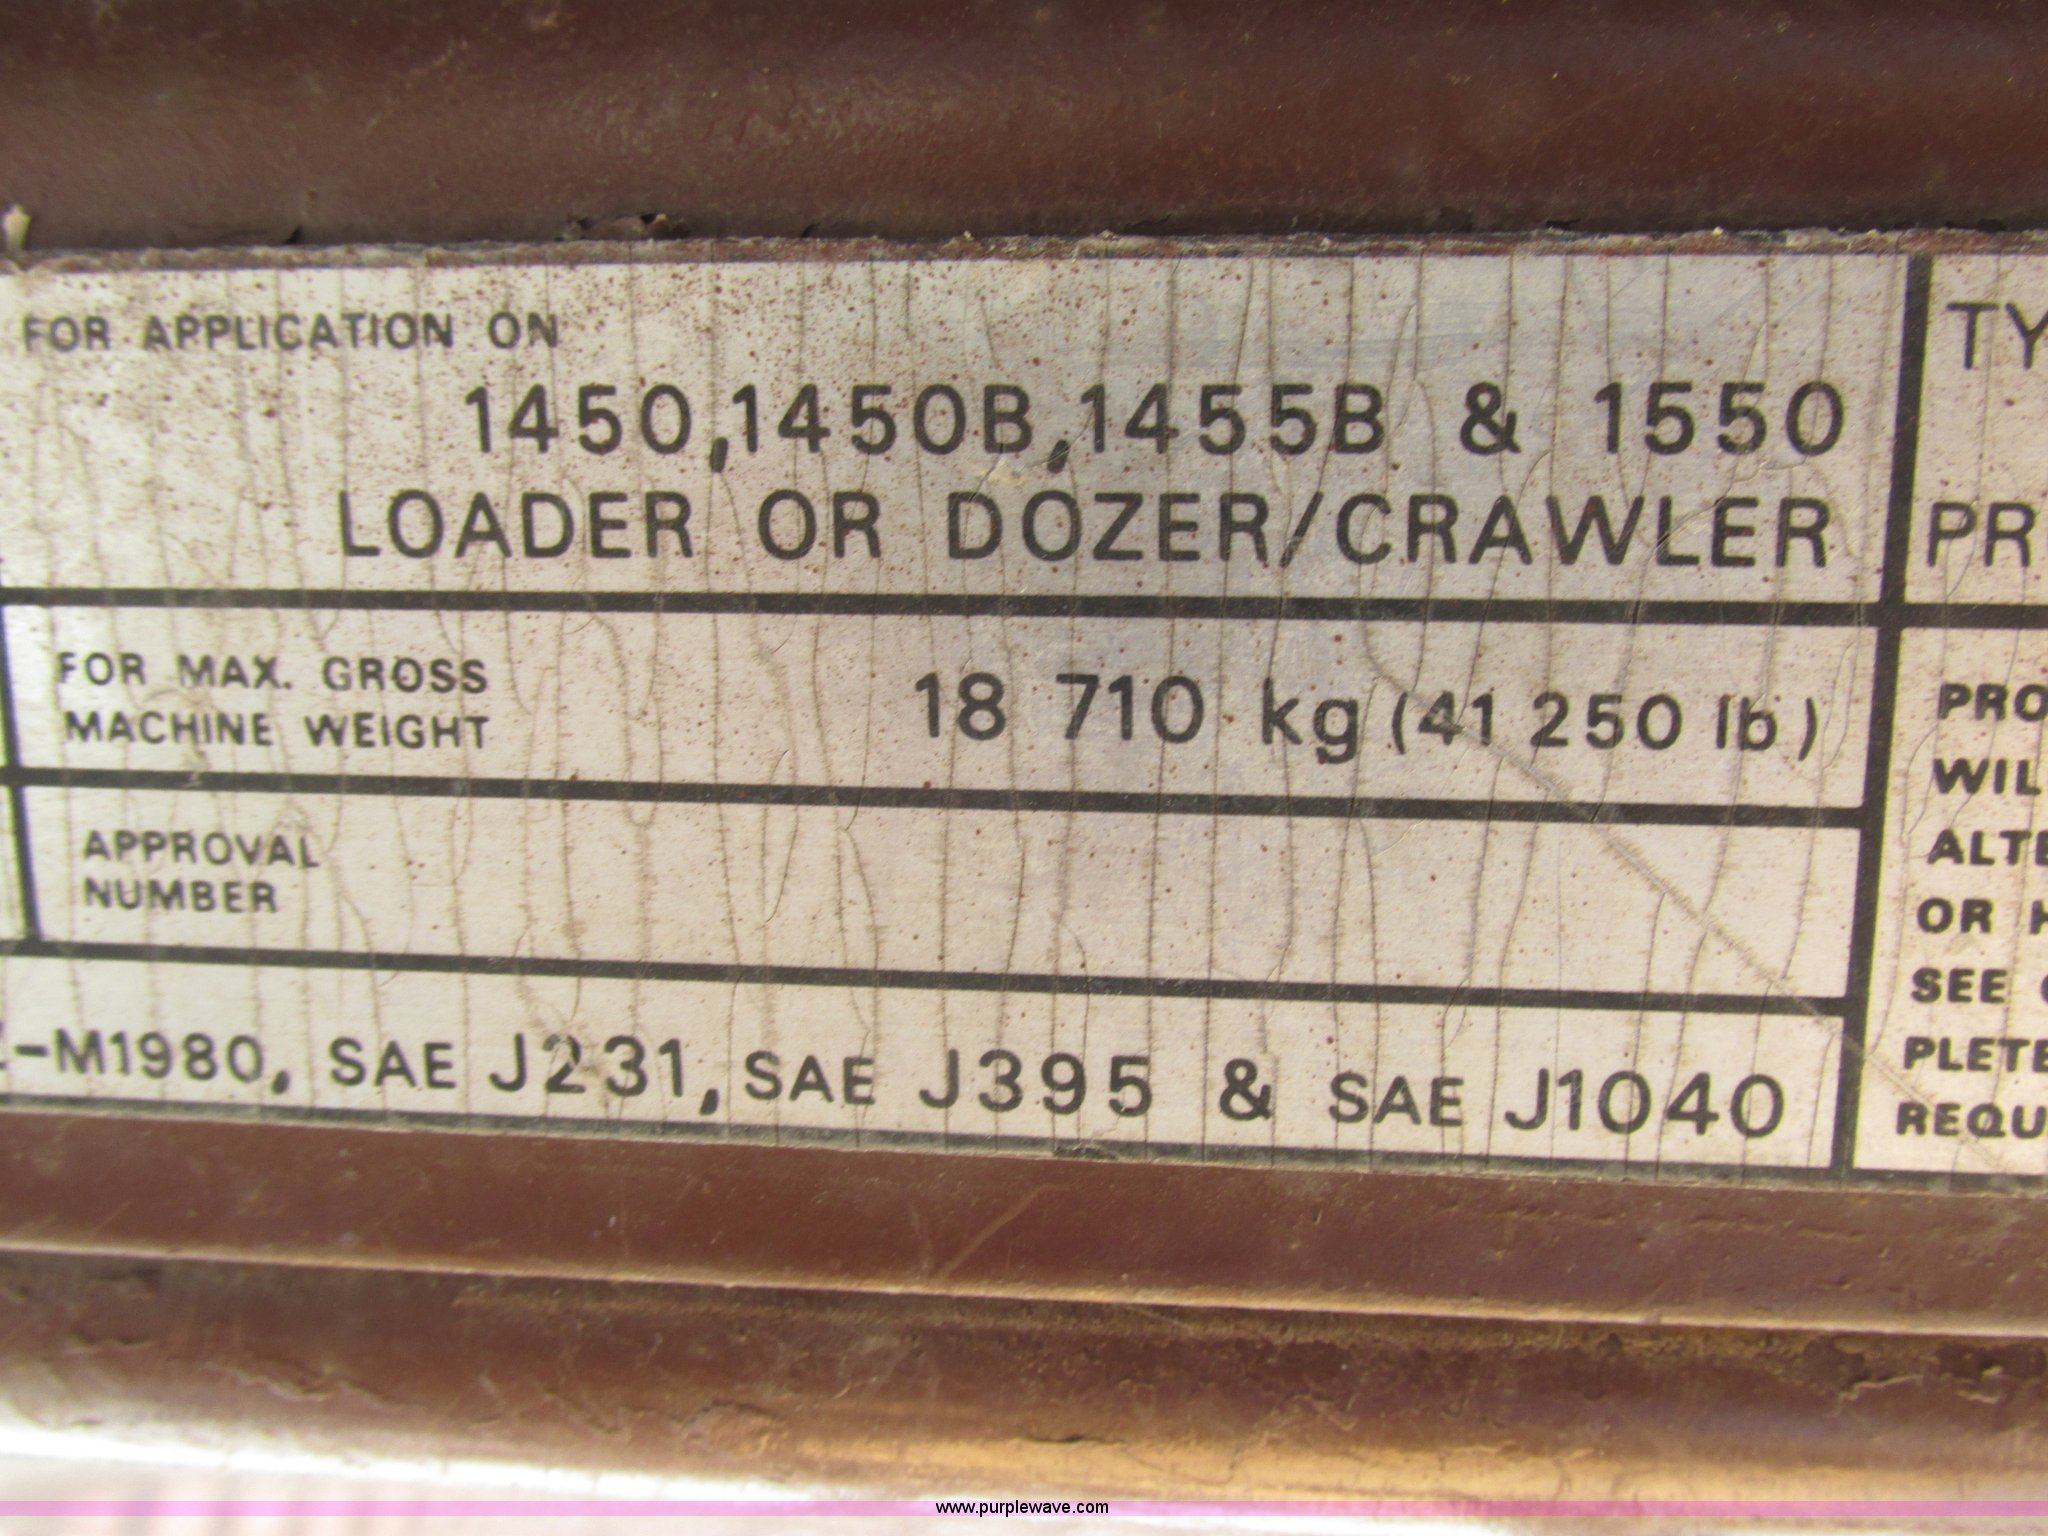 FOR APPLICATION ON
1450,1450B,1455B & 1550
LOADER OR DOZER/CRAWLER
FOR MAX. GROSS
MACHINE WEIGHT
18 710 kg (41 250 lb)
APPROVAL
NUMBER
-M1980, SAE J231, SAE J395 & SAE J1040
TY
PR
PRO
WIL
ALTE
OR H
SEE
PLETE
REQU
www.purplewave.com